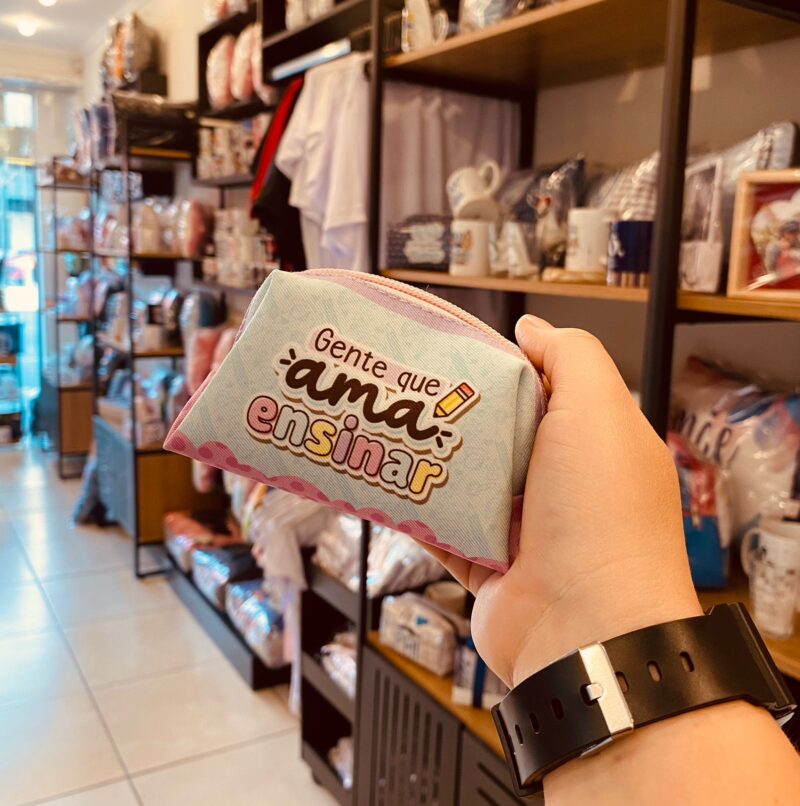 Gente que
ama
ensinar